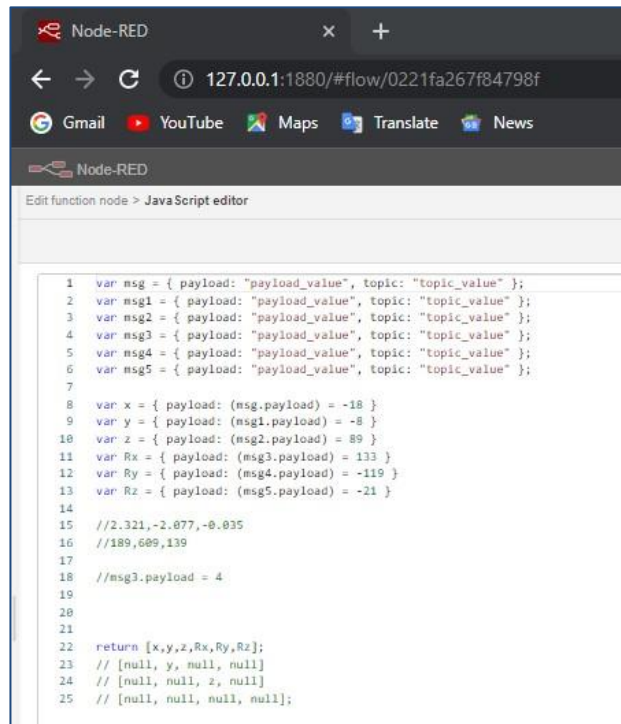 Node-RED
127.0.0.1:1880/#flow/0221fa267f84798f
Gmail YouTube Maps Translate News
Node-RED
Edit function node > JavaScript editor
1 var msg = { payload: "payload_value", topic: "topic_value" };
2 var msg1 = { payload: "payload_value", topic: "topic_value" };
3 var msg2 = { payload: "payload_value", topic: "topic_value" };
4 var msg3 = { payload: "payload_value", topic: "topic_value" };
5 var msg4 = { payload: "payload_value", topic: "topic_value" };
6 var msg5 = { payload: "payload_value", topic: "topic_value" };
7
8 var x = { payload: (msg.payload) = -18 }
9 var y = { payload: (msg1.payload) = -8 }
10 var z = { payload: (msg2.payload) = 89 }
11 var Rx = { payload: (msg3.payload) = 133 }
12 var Ry = { payload: (msg4.payload) = -119 }
13 var Rz = { payload: (msg5.payload) = -21 }
14
15 //2.321,-2.077,-0.035
16 //189,609,139
17
18 //msg3.payload = 4
19
20
21
22 return [x,y,z,Rx,Ry,Rz];
23 // [null, y, null, null]
24 // [null, null, z, null]
25 // [null, null, null, null];